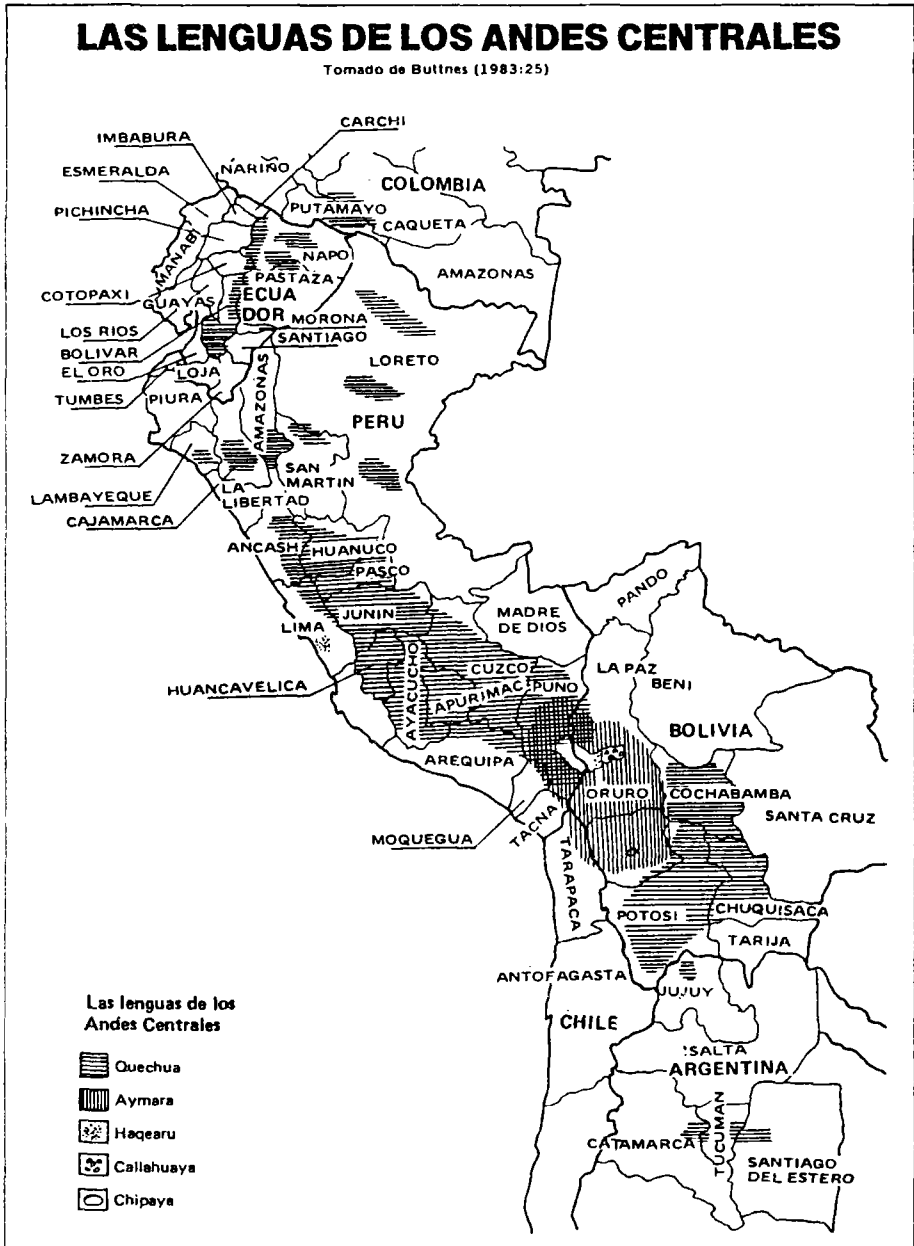 LAS LENGUAS DE LOS ANDES CENTRALES
Tomado de Buttnes (1983:25)
CARCHI
IMBABURA
NARIÑO
ESMERALDA
COLOMBIA
PICHINCHA
PUTAMAYO
CAQUETA
MANABI
NAPO
AMAZONAS
PASTAZA
COTOPAXI
GUAYAS
ECUA
DOR
MORONA
SANTIAGO
LOS RIOS
BOLIVAR
LORETO
EL ORO
LOJA
TUMBES
PIURA
AMAZONAS
PERU
ZAMORA
SAN
MARTIN
LAMBAYEQUE
LA
LIBERTAD
CAJAMARCA
ANCASH
HUANUCO
PASCO
PANDO
JUNIN
MADRE
DE DIOS
LIMA
CUZCO
LA PAZ
BENI
HUANCAVELICA
AYACUCHO
APURIMAC
PUNO
BOLIVIA
AREQUIPA
ORURO
COCHABAMBA
SANTA CRUZ
MOQUEGUA
TACNA
TARAPACA
POTOSI
CHUQUISACA
TARIJA
ANTOFAGASTA
JUJUY
CHILE
SALTA
ARGENTINA
CATAMARCA
TUCUMAN
SANTIAGO
DEL ESTERO
Las lenguas de los
Andes Centrales
Quechua
Aymara
Haqearu
Callahuaya
Chipaya